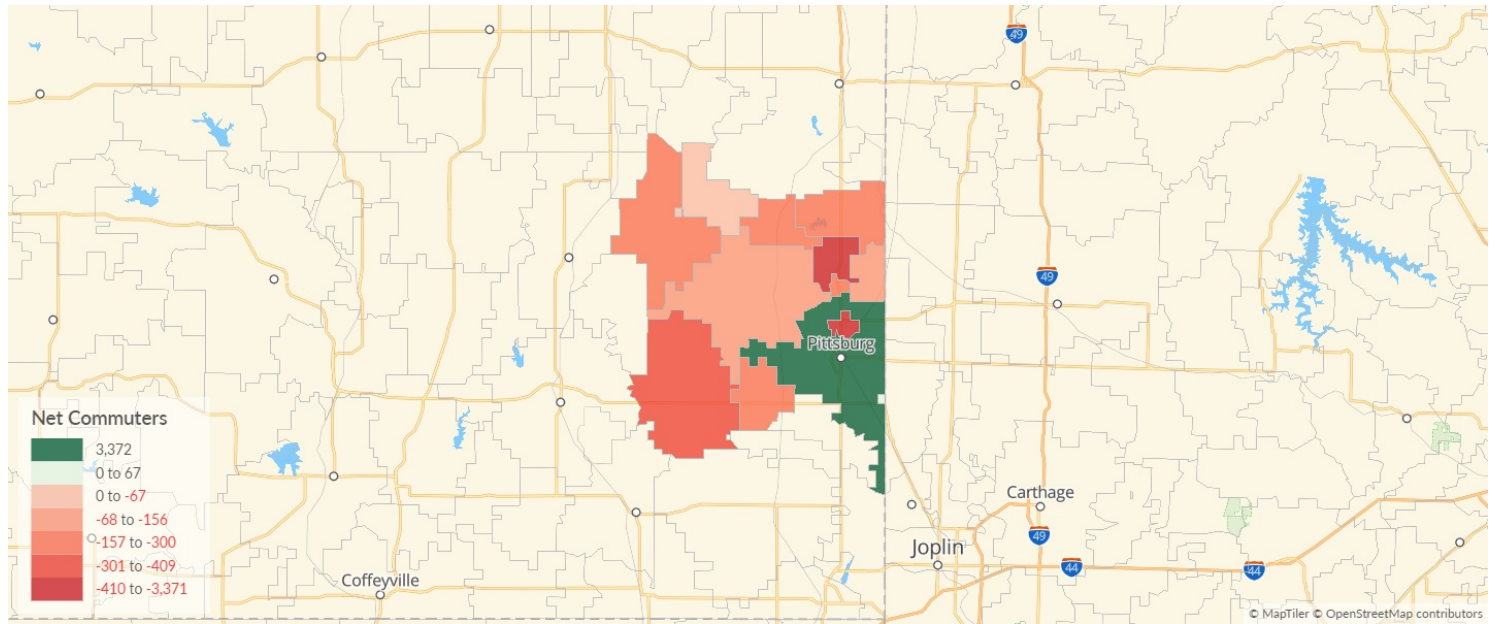 49
49
Pittsburg
Net Commuters
3,372
0 to 67
0 to -67
-68 to -156
-157 to -300
-301 to -409
-410 to -3,371
Carthage
49
Joplin
44
44
Coffeyville
© MapTiler © OpenStreetMap contributors